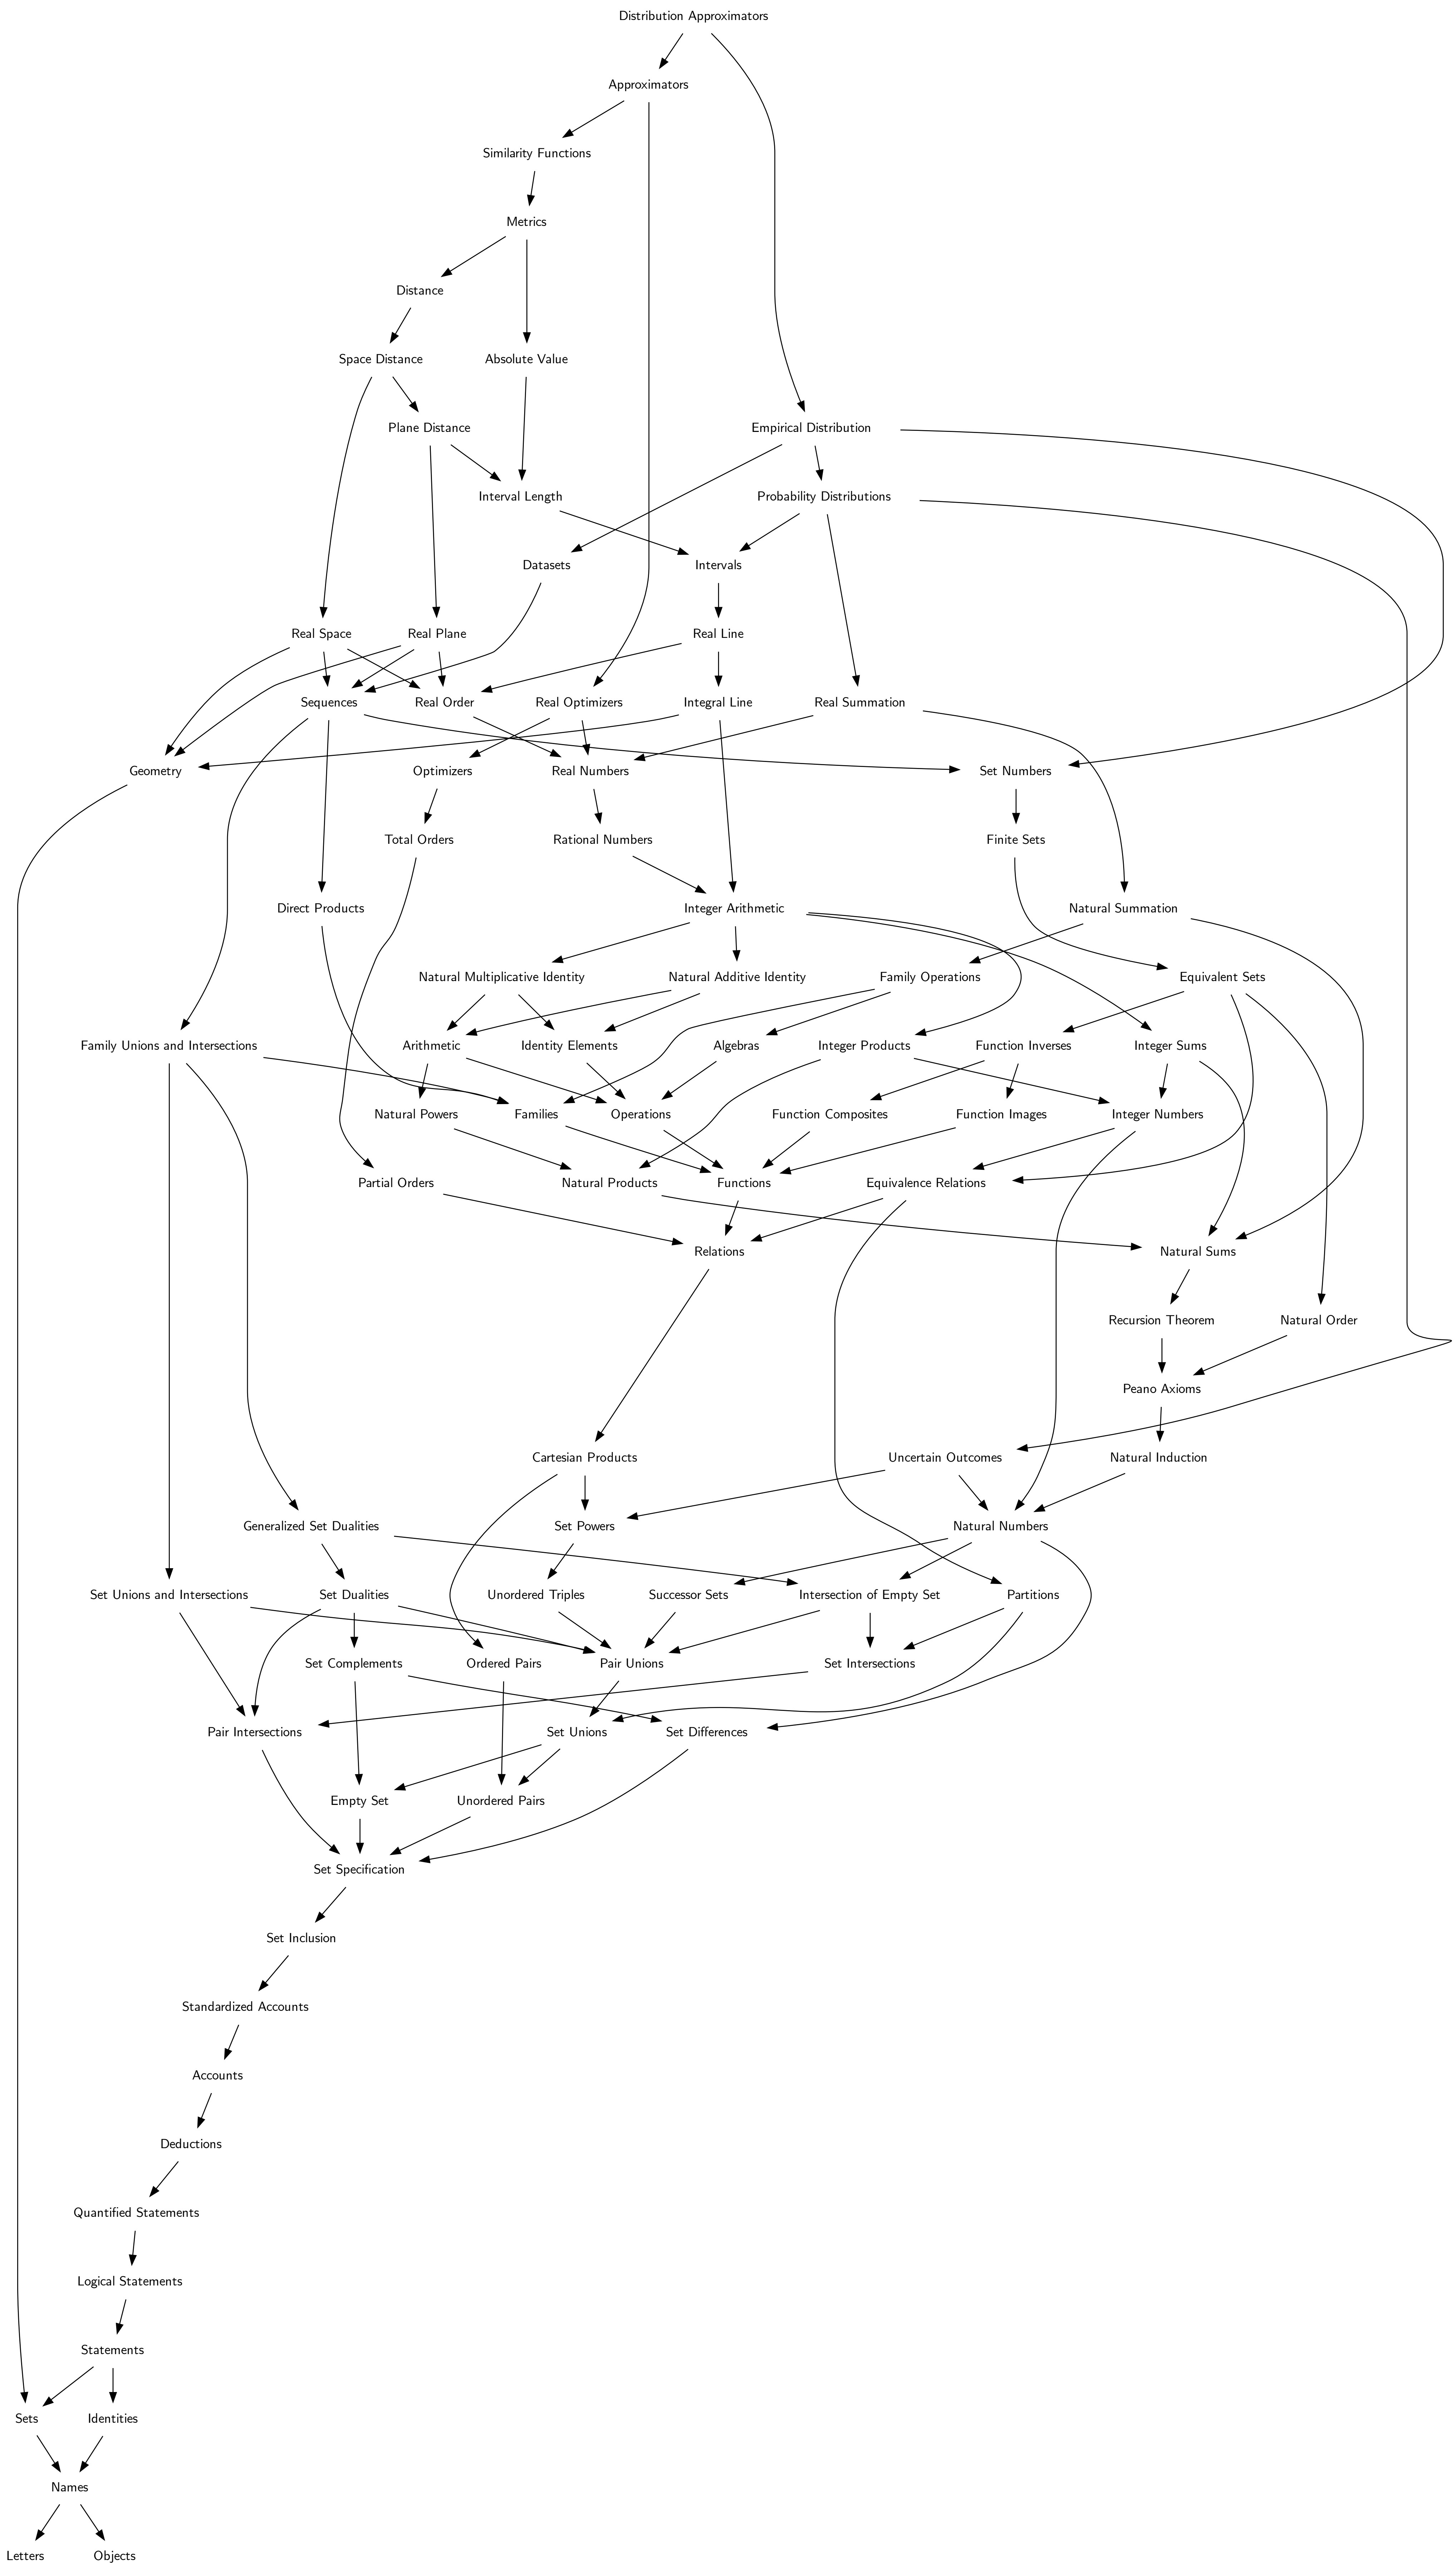 Distribution Approximators
Approximators
Similarity Functions
Metrics
Distance
Space Distance
Absolute Value
Plane Distance
Empirical Distribution
Interval Length
Probability Distributions
Datasets
Intervals
Real Space
Real Plane
Real Line
Sequences
Real Order
Real Optimizers
Integral Line
Real Summation
Geometry
Optimizers
Real Numbers
Set Numbers
Total Orders
Rational Numbers
Finite Sets
Direct Products
Integer Arithmetic
Natural Summation
Natural Multiplicative Identity
Natural Additive Identity
Family Operations
Equivalent Sets
Family Unions and Intersections
Arithmetic
Identity Elements
Algebras
Integer Products
Function Inverses
Integer Sums
Natural Powers
Families
Operations
Function Composites
Function Images
Integer Numbers
Partial Orders
Natural Products
Functions
Equivalence Relations
Relations
Natural Sums
Recursion Theorem
Natural Order
Peano Axioms
Cartesian Products
Uncertain Outcomes
Natural Induction
Generalized Set Dualities
Set Powers
Natural Numbers
Set Unions and Intersections
Set Dualities
Unordered Triples
Successor Sets
Intersection of Empty Set
Partitions
Set Complements
Ordered Pairs
Pair Unions
Set Intersections
Pair Intersections
Set Unions
Set Differences
Empty Set
Unordered Pairs
Set Specification
Set Inclusion
Standardized Accounts
Accounts
Deductions
Quantified Statements
Logical Statements
Statements
Sets
Identities
Names
Letters
Objects